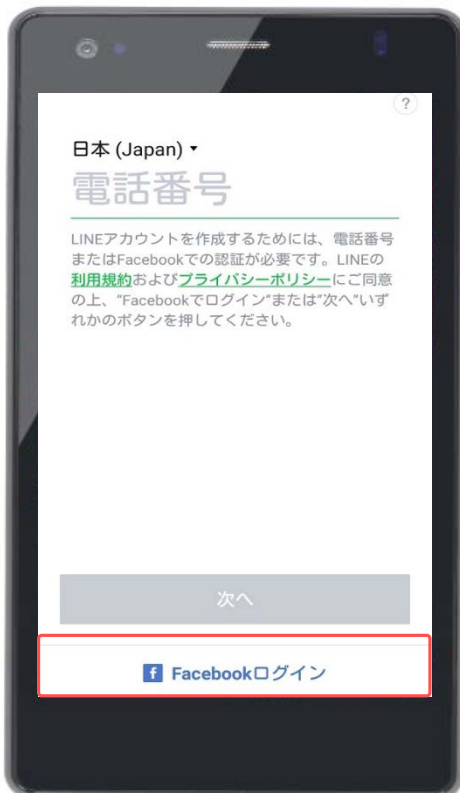 ?
日本 (Japan)
電話番号
LINEアカウントを作成するためには、電話番号
またはFacebookでの認証が必要です。LINEの
利用規約およびプライバシーポリシーにご同意
の上、"Facebookでログイン"または"次へ"いず
れかのボタンを押してください。
次へ
f Facebookログイン